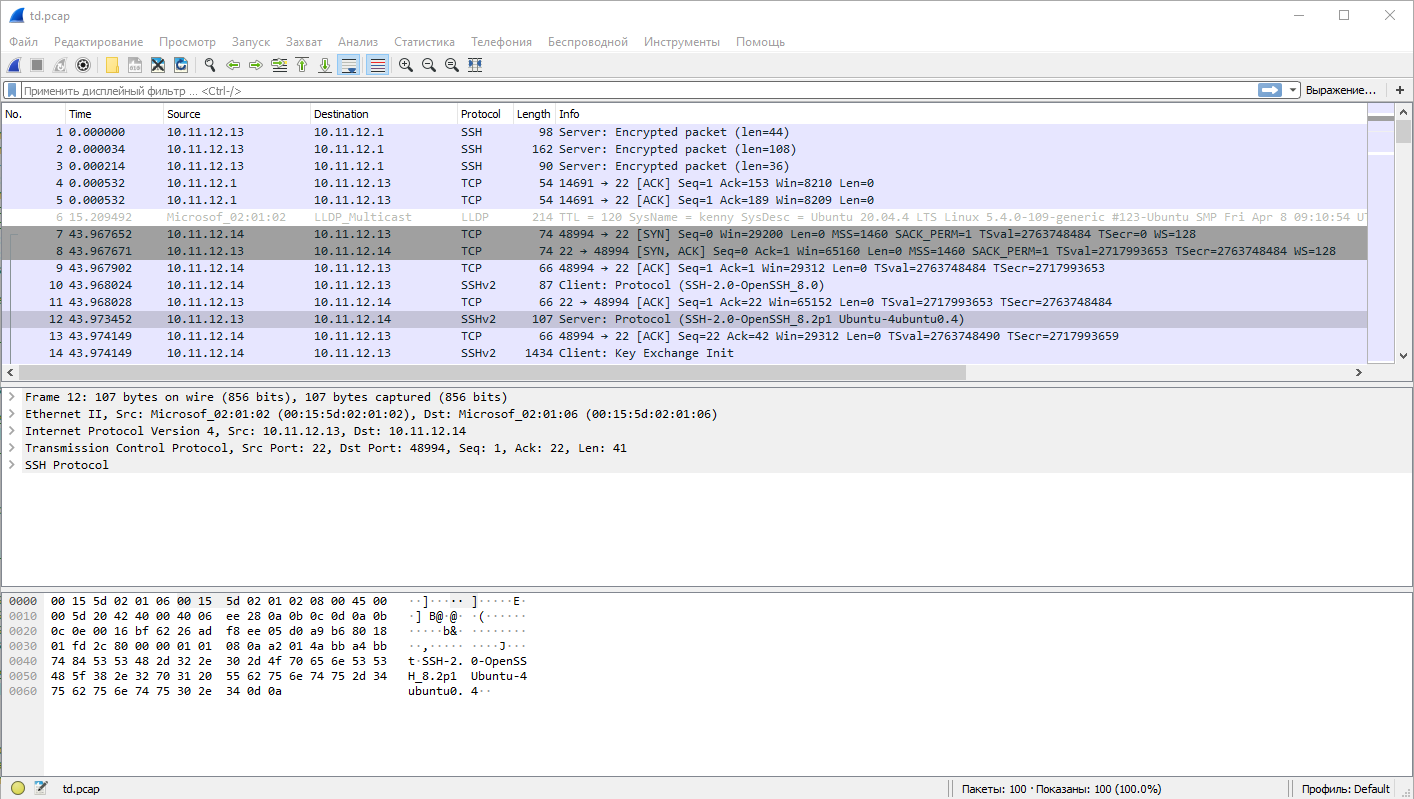 td.pcap
Файл Редактирование Просмотр Запуск Захват Анализ Статистика Телефония Беспроводной Инструменты Помощь
Применить дисплейный фильтр ... <Ctrl-/> Выражение... +
No. Time Source Destination Protocol Length Info
1 0.000000 10.11.12.13 10.11.12.1 SSH 98 Server: Encrypted packet (len=44)
2 0.000034 10.11.12.13 10.11.12.1 SSH 162 Server: Encrypted packet (len=108)
3 0.000214 10.11.12.13 10.11.12.1 SSH 90 Server: Encrypted packet (len=36)
4 0.000532 10.11.12.1 10.11.12.13 TCP 54 14691 → 22 [ACK] Seq=1 Ack=153 Win=8210 Len=0
5 0.000532 10.11.12.1 10.11.12.13 TCP 54 14691 → 22 [ACK] Seq=1 Ack=189 Win=8209 Len=0
6 15.209492 Microsof_02:01:02 LLDP_Multicast LLDP 214 TTL = 120 SysName = kenny SysDesc = Ubuntu 20.04.4 LTS Linux 5.4.0-109-generic #123-Ubuntu SMP Fri Apr 8 09:10:54 UT
7 43.967652 10.11.12.14 10.11.12.13 TCP 74 48994 → 22 [SYN] Seq=0 Win=29200 Len=0 MSS=1460 SACK_PERM=1 TSval=2763748484 TSecr=0 WS=128
8 43.967671 10.11.12.13 10.11.12.14 TCP 74 22 → 48994 [SYN, ACK] Seq=0 Ack=1 Win=65160 Len=0 MSS=1460 SACK_PERM=1 TSval=2717993653 TSecr=2763748484 WS=128
9 43.967902 10.11.12.14 10.11.12.13 TCP 66 48994 → 22 [ACK] Seq=1 Ack=1 Win=29312 Len=0 TSval=2763748484 TSecr=2717993653
10 43.968024 10.11.12.14 10.11.12.13 SSHv2 87 Client: Protocol (SSH-2.0-OpenSSH_8.0)
11 43.968028 10.11.12.13 10.11.12.14 TCP 66 22 → 48994 [ACK] Seq=1 Ack=22 Win=65152 Len=0 TSval=2717993653 TSecr=2763748484
12 43.973452 10.11.12.13 10.11.12.14 SSHv2 107 Server: Protocol (SSH-2.0-OpenSSH_8.2p1 Ubuntu-4ubuntu0.4)
13 43.974149 10.11.12.14 10.11.12.13 TCP 66 48994 → 22 [ACK] Seq=22 Ack=42 Win=29312 Len=0 TSval=2763748490 TSecr=2717993659
14 43.974149 10.11.12.14 10.11.12.13 SSHv2 1434 Client: Key Exchange Init
Frame 12: 107 bytes on wire (856 bits), 107 bytes captured (856 bits)
Ethernet II, Src: Microsof_02:01:02 (00:15:5d:02:01:02), Dst: Microsof_02:01:06 (00:15:5d:02:01:06)
Internet Protocol Version 4, Src: 10.11.12.13, Dst: 10.11.12.14
Transmission Control Protocol, Src Port: 22, Dst Port: 48994, Seq: 1, Ack: 22, Len: 41
SSH Protocol
0000 00 15 5d 02 01 06 00 15 5d 02 01 02 08 00 45 00 ··]····· ]·····E·
0010 00 5d 20 42 40 00 40 06 ee 28 0a 0b 0c 0d 0a 0b ·] B@·@· ·(······
0020 0c 0e 00 16 bf 62 26 ad f8 ee 05 d0 a9 b6 80 18 ·····b&· ········
0030 01 fd 2c 80 00 00 01 01 08 0a a2 01 4a bb a4 bb ··,····· ····J···
0040 74 84 53 53 48 2d 32 2e 30 2d 4f 70 65 6e 53 53 t·SSH-2. 0-OpenSS
0050 48 5f 38 2e 32 70 31 20 55 62 75 6e 74 75 2d 34 H_8.2p1 Ubuntu-4
0060 75 62 75 6e 74 75 30 2e 34 0d 0a ubuntu0. 4··
td.pcap Пакеты: 100 · Показаны: 100 (100.0%) Профиль: Default